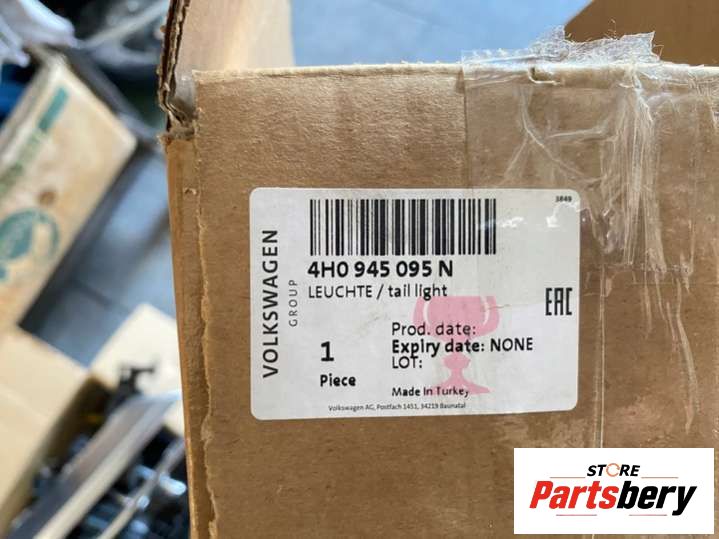 3849
VOLKSWAGEN
GROUP
4H0 945 095 N
LEUCHTE / tail light
EAC
1
Piece
Prod. date:
Expiry date: NONE
LOT:
Made In Turkey
Volkswagen AG, Postfach 1451, 34219 Baunatal
STORE
Partsbery